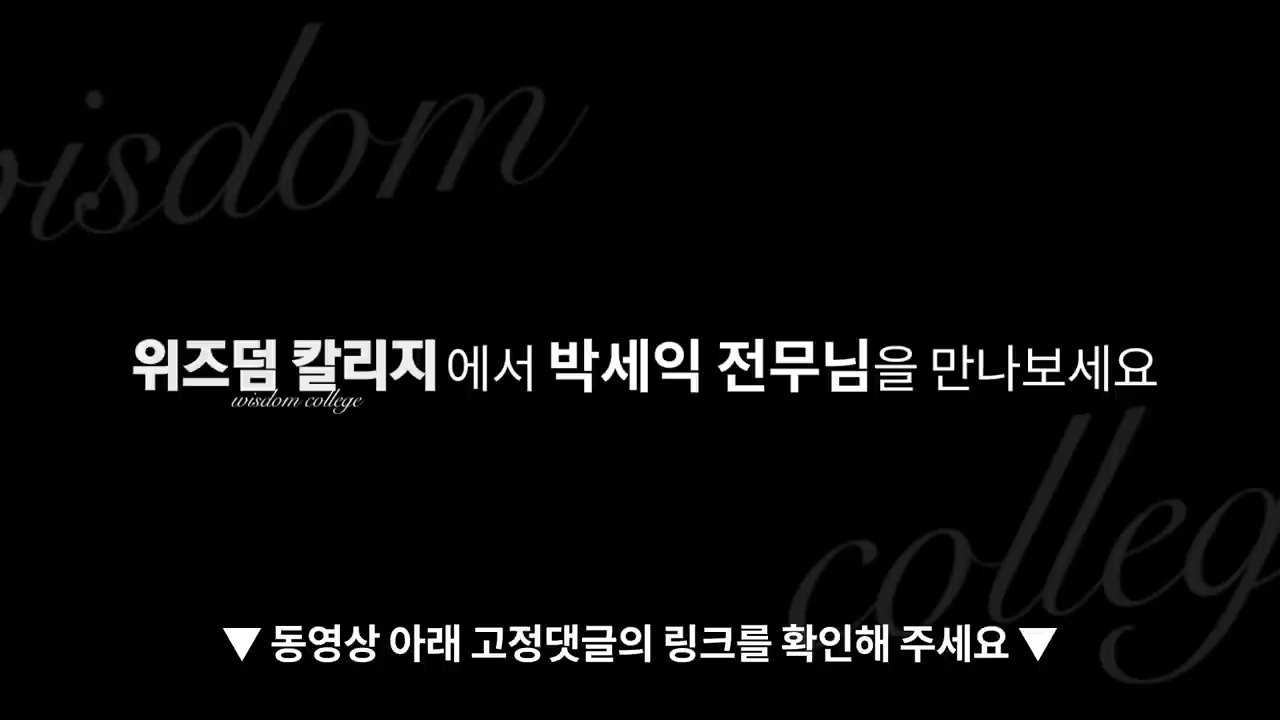 wisdom
위즈덤 칼리지에서 박세익 전무님을 만나보세요
wisdom college
colleg
▼ 동영상 아래 고정댓글의 링크를 확인해 주세요 ▼